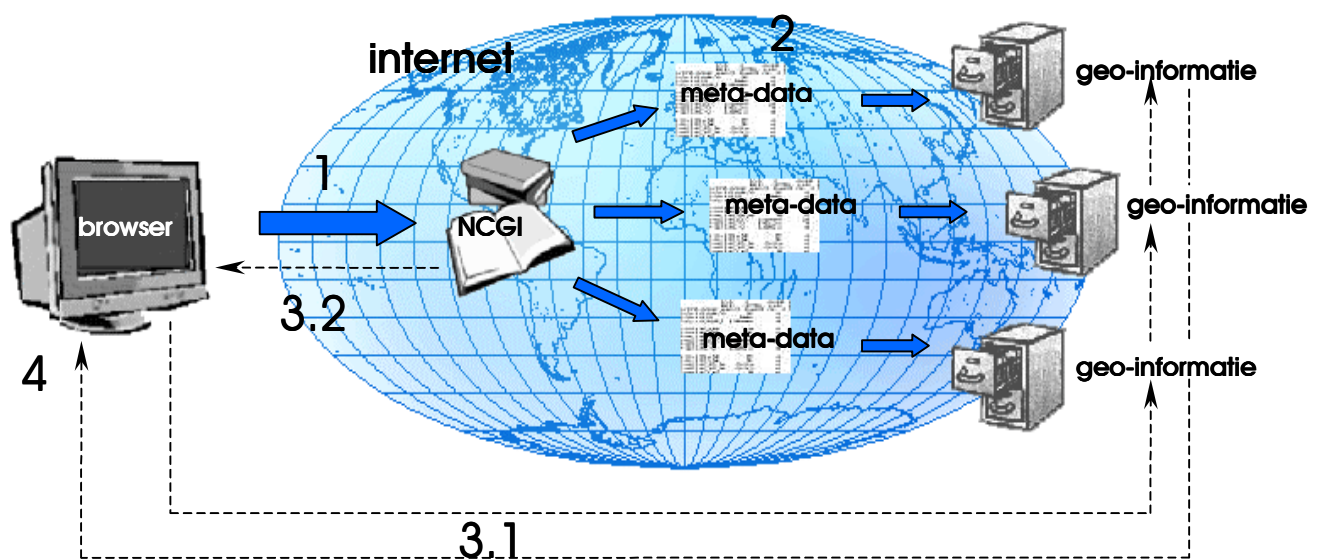 internet
2
meta-data
geo-informatie
1
browser
NCGI
meta-data
geo-informatie
3.2
meta-data
geo-informatie
4
3.1